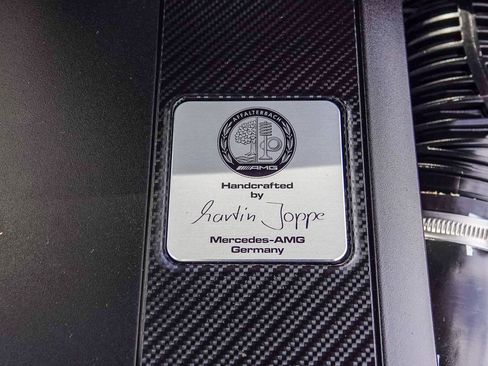 AFFALTERBACH
AMG
Handcrafted
by
Martin Joppe
Mercedes-AMG
Germany